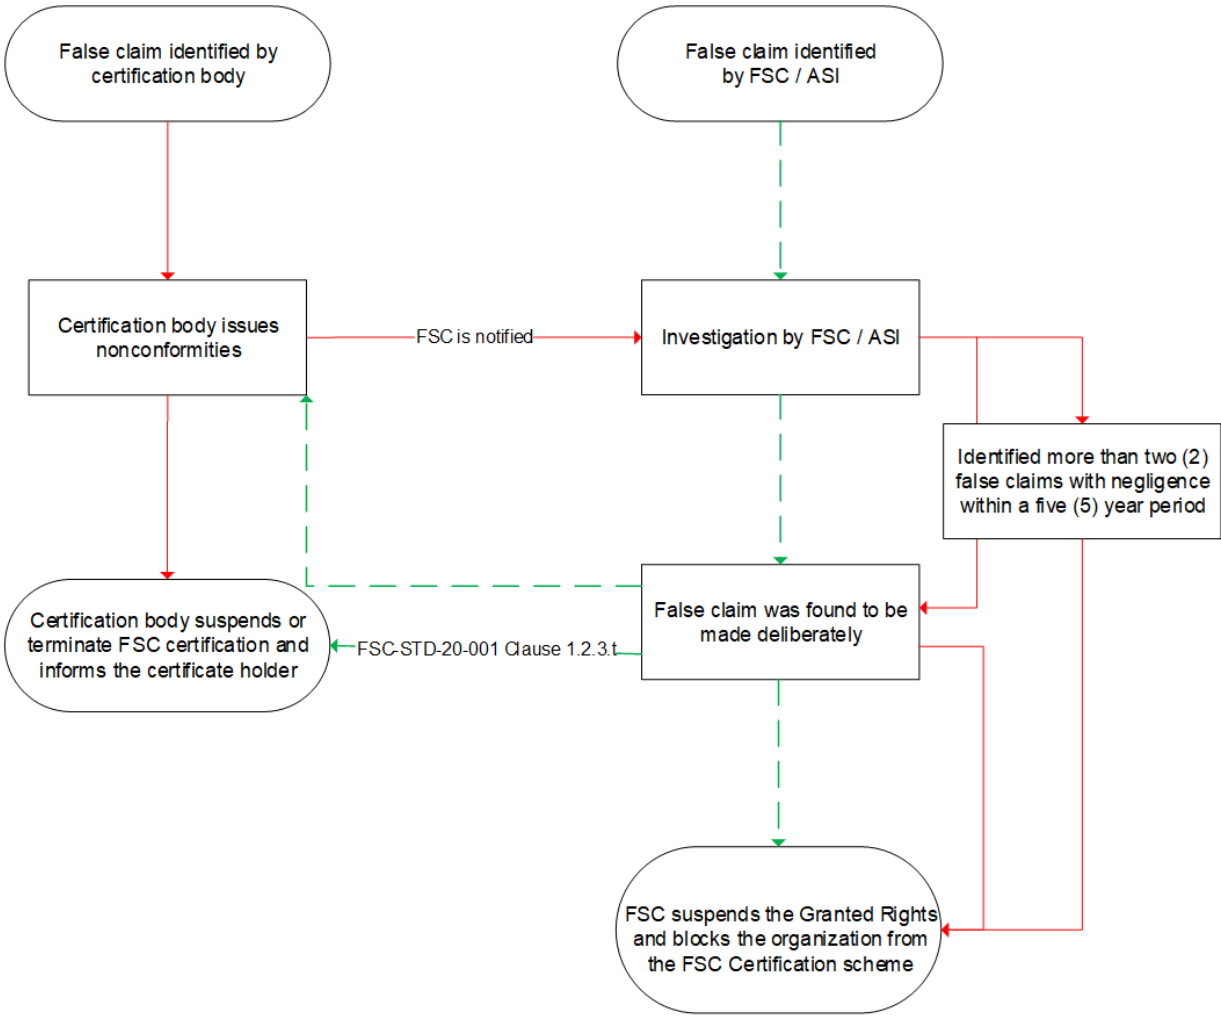 False claim identified by
certification body
False claim identified
by FSC / ASI
Certification body issues
nonconformities
FSC is notified
Investigation by FSC / ASI
Identified more than two (2)
false claims with negligence
within a five (5) year period
False claim was found to be
made deliberately
Certification body suspends or
terminate FSC certification and
informs the certificate holder
FSC-STD-20-001 Clause 1.2.3.t
FSC suspends the Granted Rights
and blocks the organization from
the FSC Certification scheme